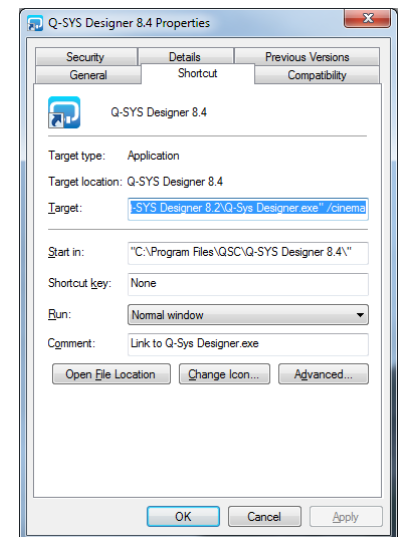 Q-SYS Designer 8.4 Properties
Security Details Previous Versions
General Shortcut Compatibility
Q-SYS Designer 8.4
Target type: Application
Target location: Q-SYS Designer 8.4
Target: -SYS Designer 8.2\Q-Sys Designer.exe" /cinema
Start in: "C:\Program Files\QSC\Q-SYS Designer 8.4\"
Shortcut key: None
Run: Normal window
Comment: Link to Q-Sys Designer.exe
Open File Location Change Icon... Advanced...
OK Cancel Apply